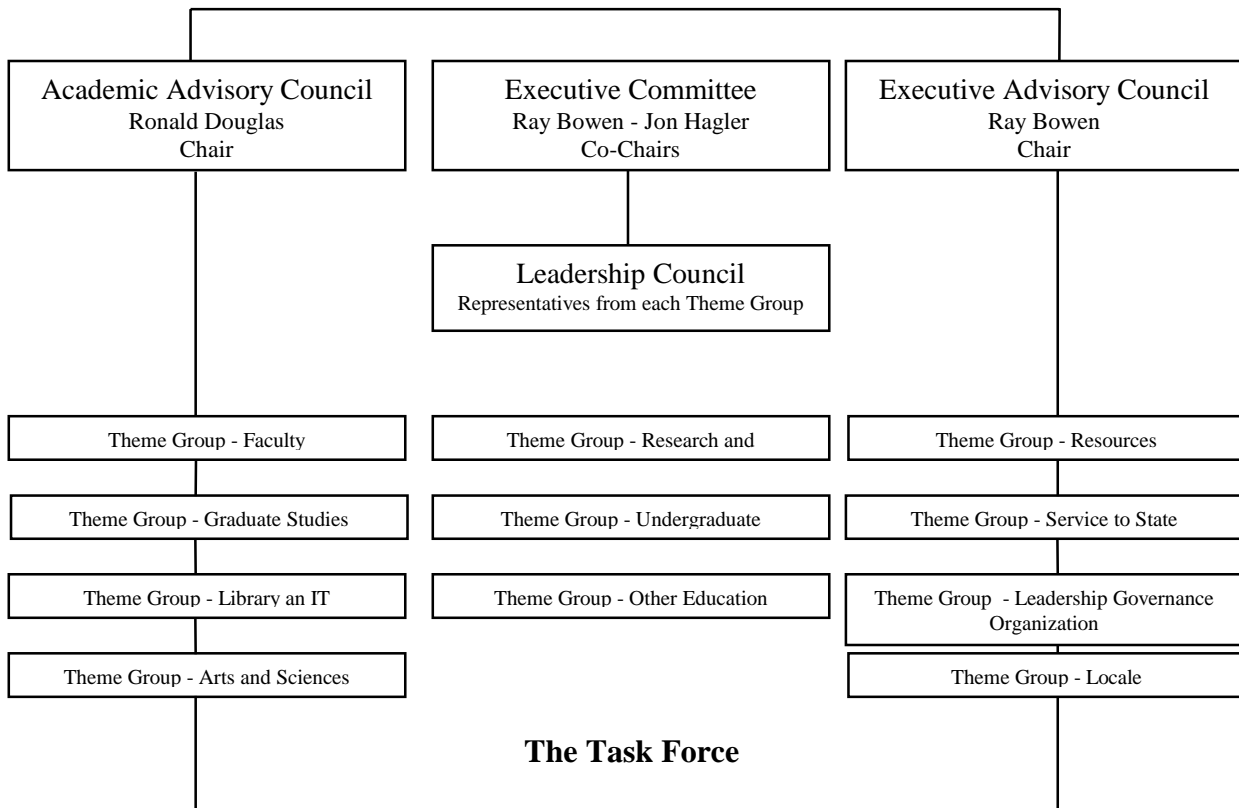 Academic Advisory Council
Ronald Douglas
Chair
Executive Committee
Ray Bowen - Jon Hagler
Co-Chairs
Executive Advisory Council
Ray Bowen
Chair
Leadership Council
Representatives from each Theme Group
Theme Group - Faculty
Theme Group - Research and
Theme Group - Resources
Theme Group - Graduate Studies
Theme Group - Undergraduate
Theme Group - Service to State
Theme Group - Library an IT
Theme Group - Other Education
Theme Group - Leadership Governance
Organization
Theme Group - Arts and Sciences
Theme Group - Locale
The Task Force